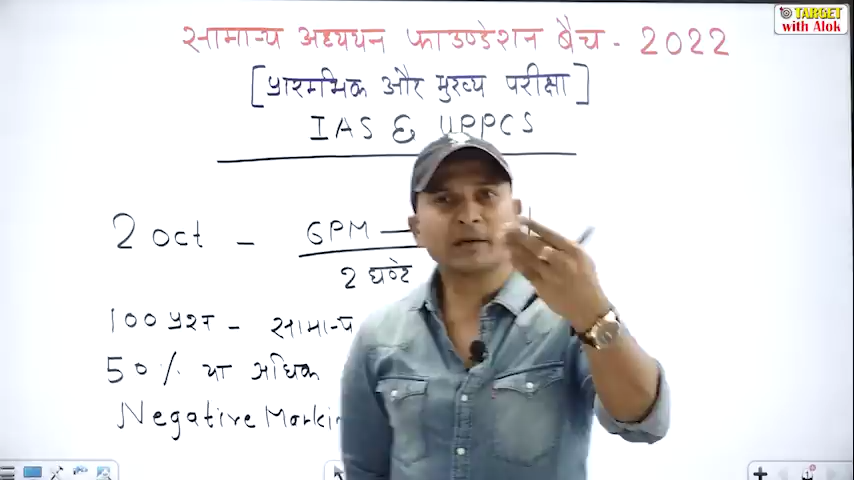 TARGET
with Alok
सामान्य अध्ययन फाउण्डेशन बैच - 2022
[प्रारम्भिक और मुख्य परीक्षा]
IAS & UPPCS
2 oct - 6PM -
2 घण्टे
100 प्रश्न - सामान्य
50% या अधिक
Negative